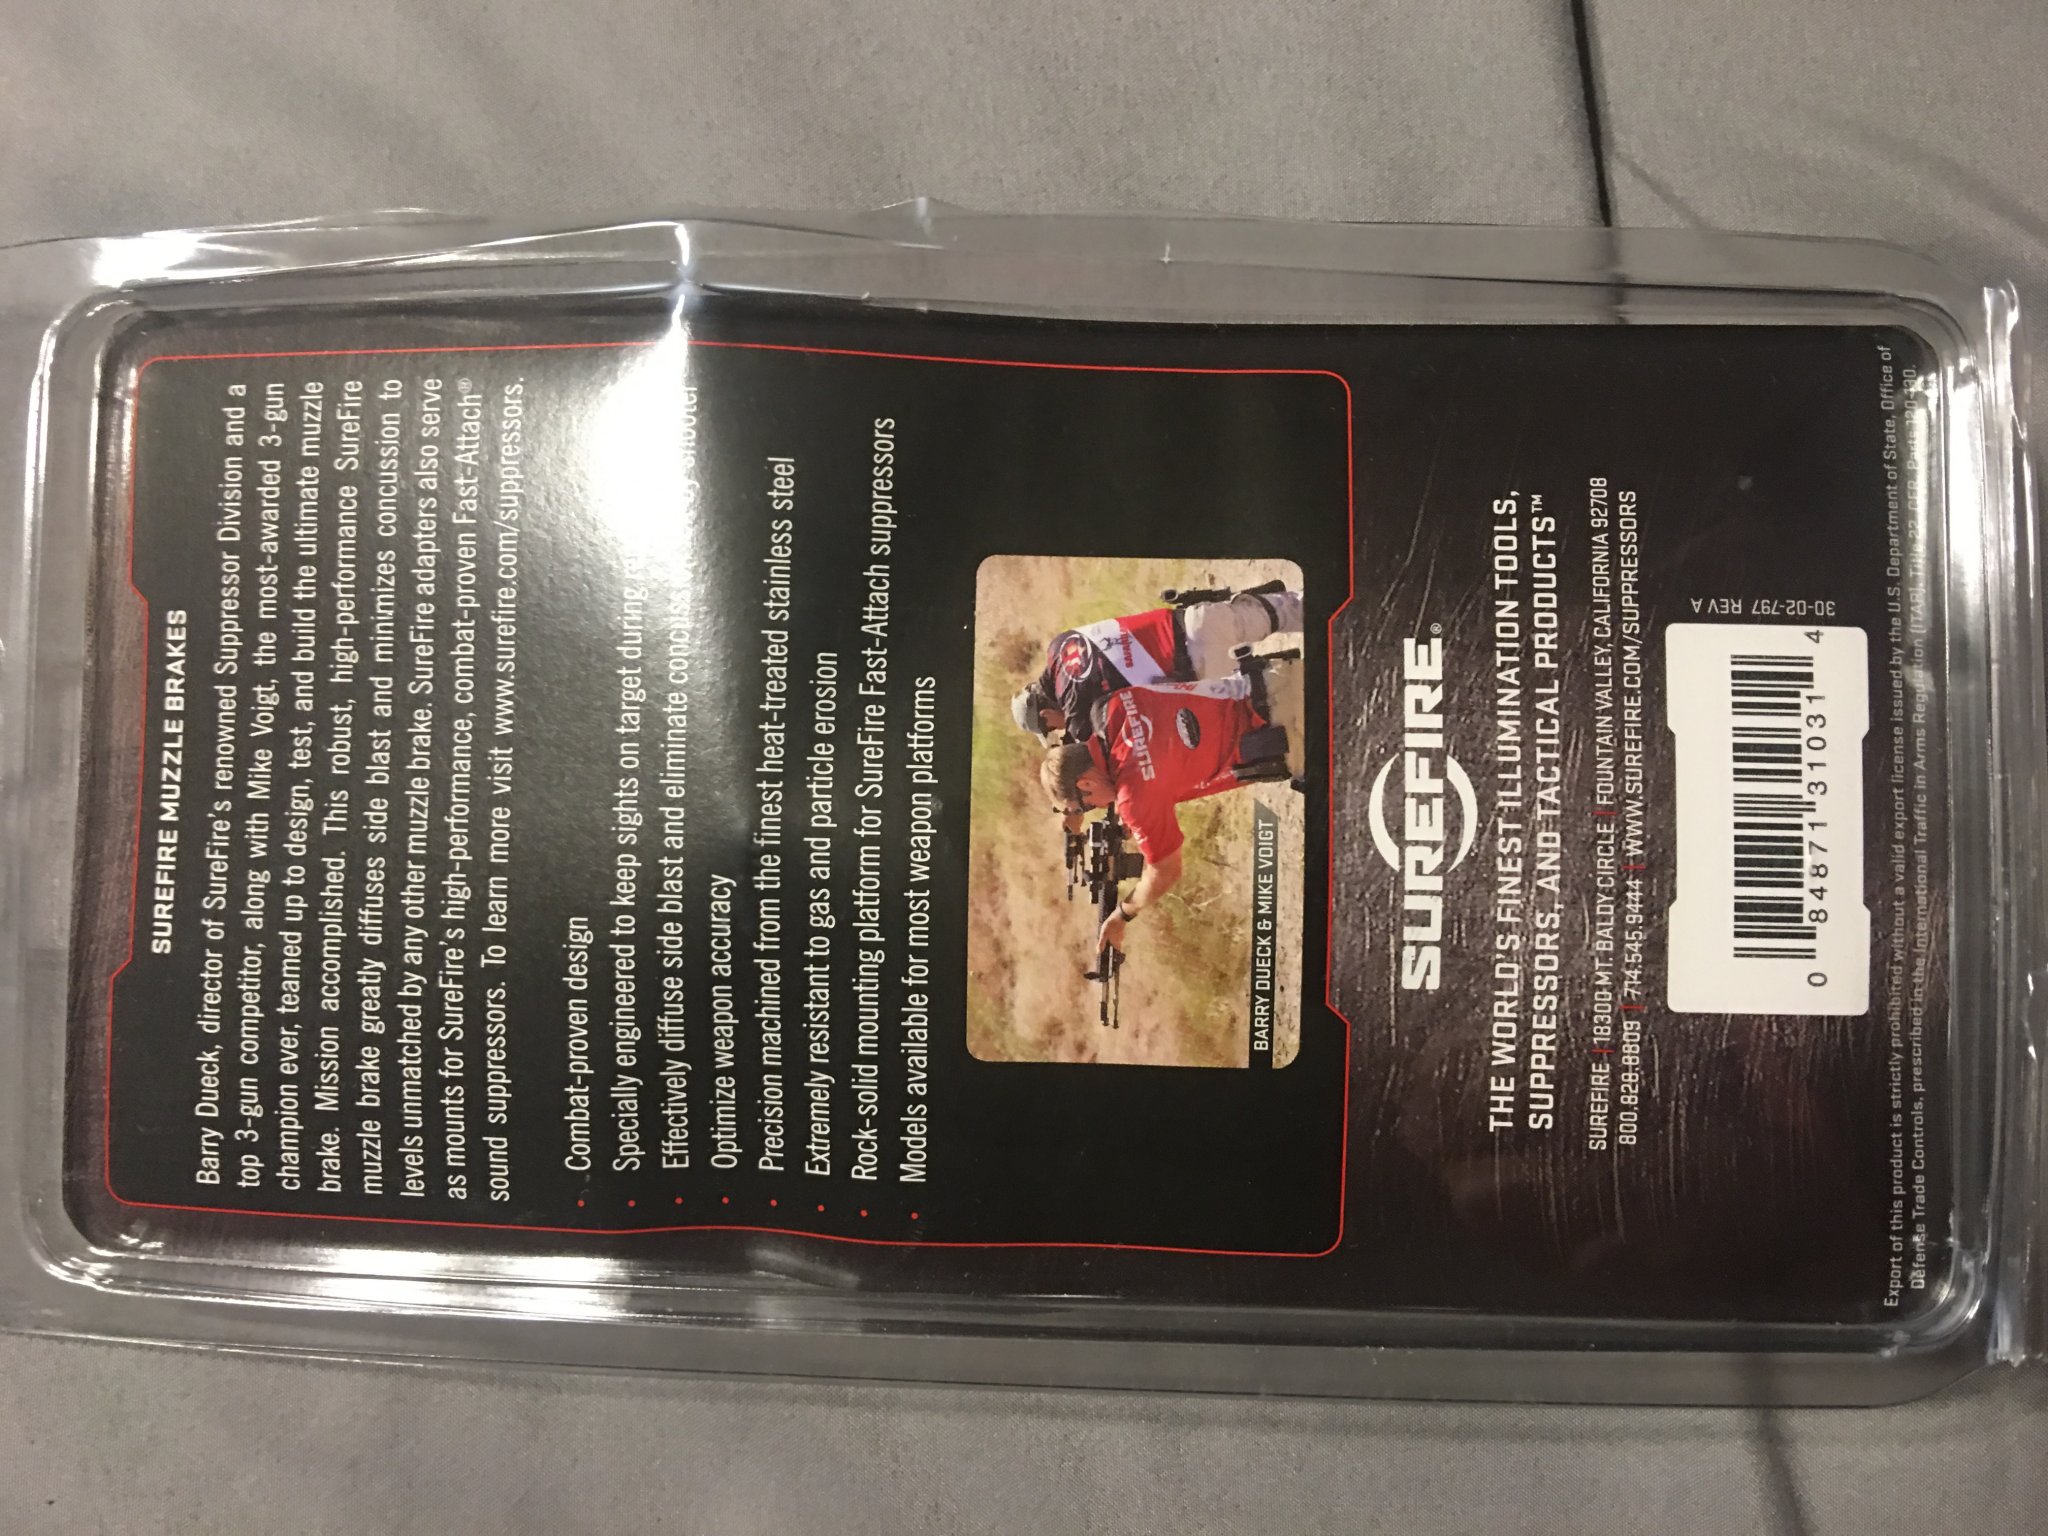 SUREFIRE MUZZLE BRAKES
Barry Dueck, director of SureFire's renowned Suppressor Division and a
top 3-gun competitor, along with Mike Voigt, the most-awarded 3-gun
champion ever, teamed up to design, test, and build the ultimate muzzle
brake. Mission accomplished. This robust, high-performance SureFire
muzzle brake greatly diffuses side blast and minimizes concussion to
levels unmatched by any other muzzle brake. SureFire adapters also serve
as mounts for SureFire's high-performance, combat-proven Fast-Attach®
sound suppressors. To learn more visit www.surefire.com/suppressors.
• Combat-proven design
• Specially engineered to keep sights on target during
• Effectively diffuse side blast and eliminate shooter
• Optimize weapon accuracy
• Precision machined from the finest heat-treated stainless steel
• Extremely resistant to gas and particle erosion
• Rock-solid mounting platform for SureFire Fast-Attach suppressors
• Models available for most weapon platforms
SUREFIRE
SAVAGE
BARRY DUECK & MIKE VOIGT
SUREFIRE®
THE WORLD'S FINEST ILLUMINATION TOOLS,
SUPPRESSORS, AND TACTICAL PRODUCTS™
SUREFIRE | 18300 MT. BALDY CIRCLE | FOUNTAIN VALLEY, CALIFORNIA 92708
800.828.8809 | 714.545.9444 | WWW.SUREFIRE.COM/SUPPRESSORS
0 84871 31031 4
30-02-797 REV A
Export of this product is strictly prohibited without a valid export license issued by the U.S. Department of State, Office of
Defense Trade Controls, prescribed in the International Traffic in Arms Regulation (ITAR), Title 22, CFR, Parts 120-130.